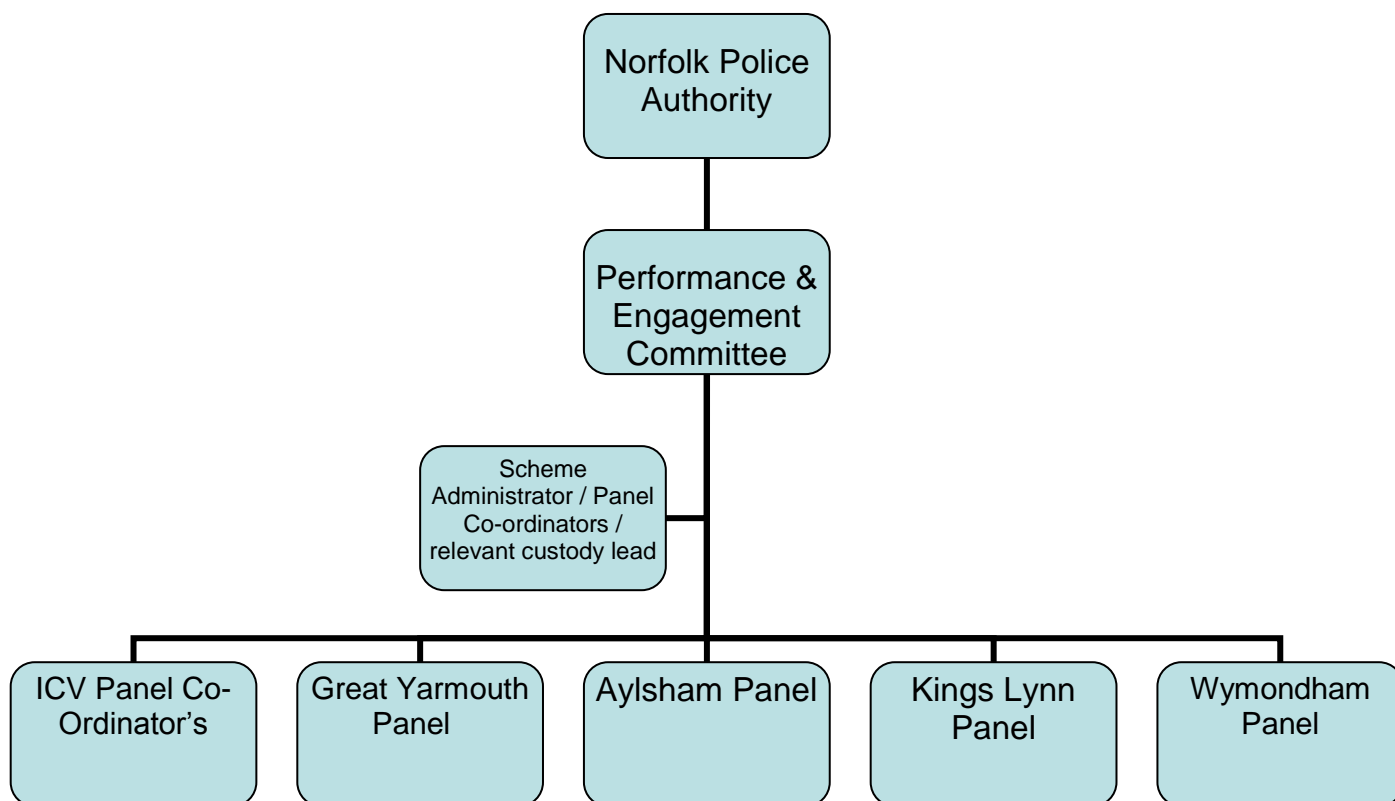 Norfolk Police
Authority
Performance &
Engagement
Committee
Scheme
Administrator / Panel
Co-ordinators /
relevant custody lead
ICV Panel Co-
Ordinator’s
Great Yarmouth
Panel
Aylsham Panel
Kings Lynn
Panel
Wymondham
Panel